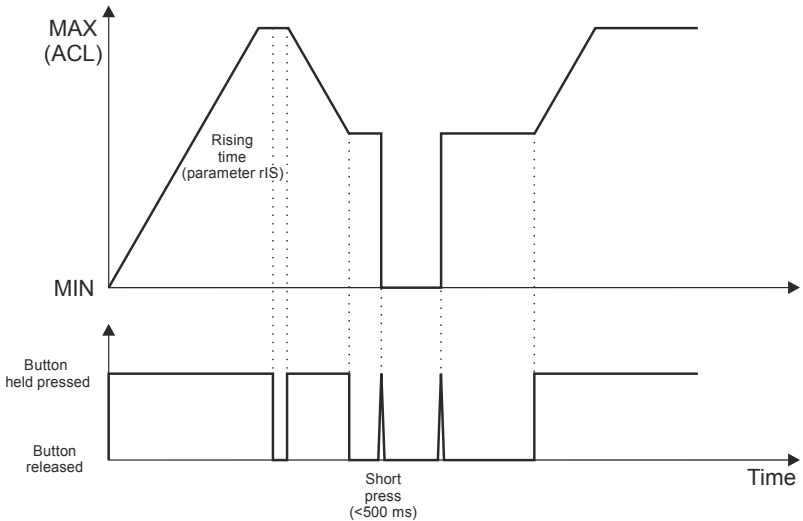 MAX
(ACL)
Rising
time
(parameter rIS)
MIN
Button
held pressed
Button
released
Time
Short
press
(<500 ms)